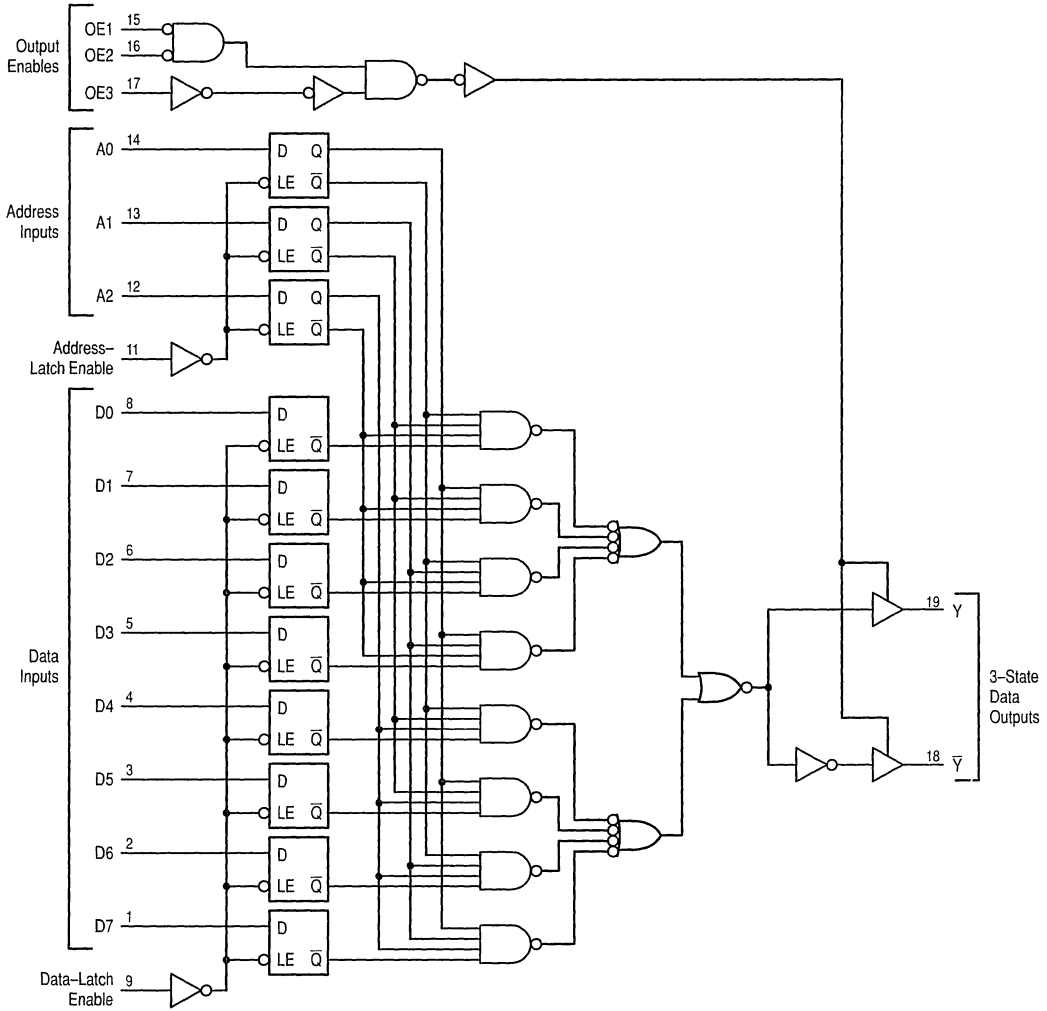 Output
Enables
OE1 15
OE2 16
OE3 17
Address
Inputs
A0 14
D Q
LE Q̅
A1 13
D Q
LE Q̅
A2 12
D Q
LE Q̅
Address–
Latch Enable 11
Data
Inputs
D0 8
D
LE Q̅
D1 7
D
LE Q̅
D2 6
D
LE Q̅
D3 5
D
LE Q̅
D4 4
D
LE Q̅
D5 3
D
LE Q̅
D6 2
D
LE Q̅
D7 1
D
LE Q̅
Data–Latch
Enable 9
19 Y
18 Y̅
3–State
Data
Outputs